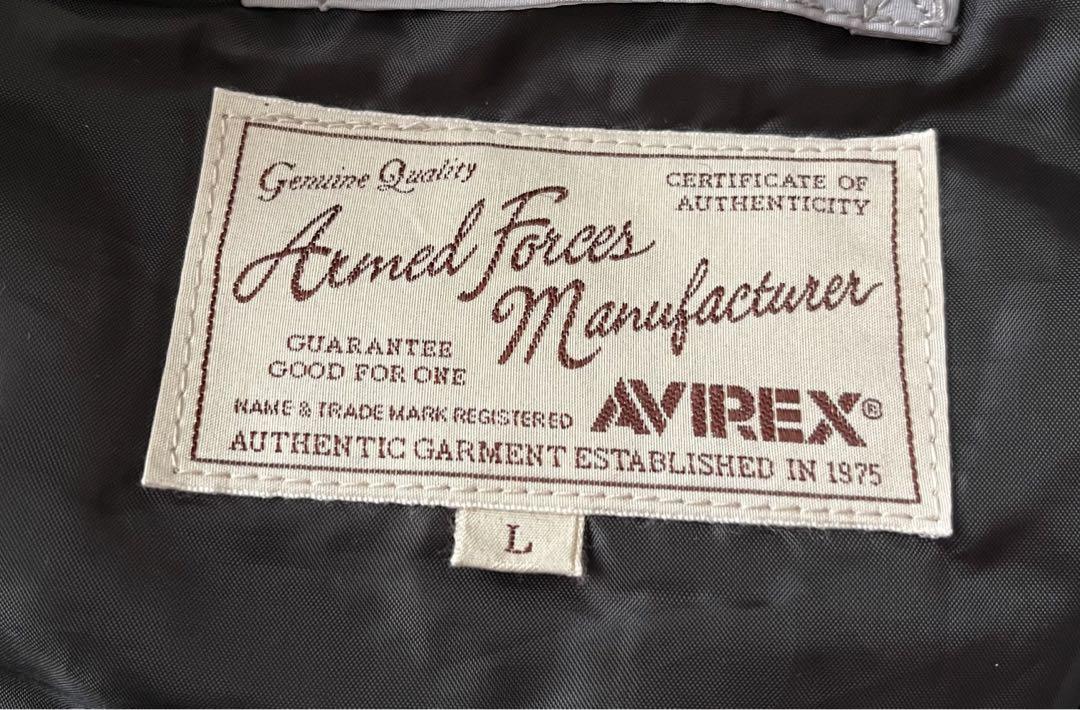 Genuine Quality
CERTIFICATE OF
AUTHENTICITY
Armed Forces
Manufacturer
GUARANTEE
GOOD FOR ONE
NAME & TRADE MARK REGISTERED
AVIREX®
AUTHENTIC GARMENT ESTABLISHED IN 1975
L